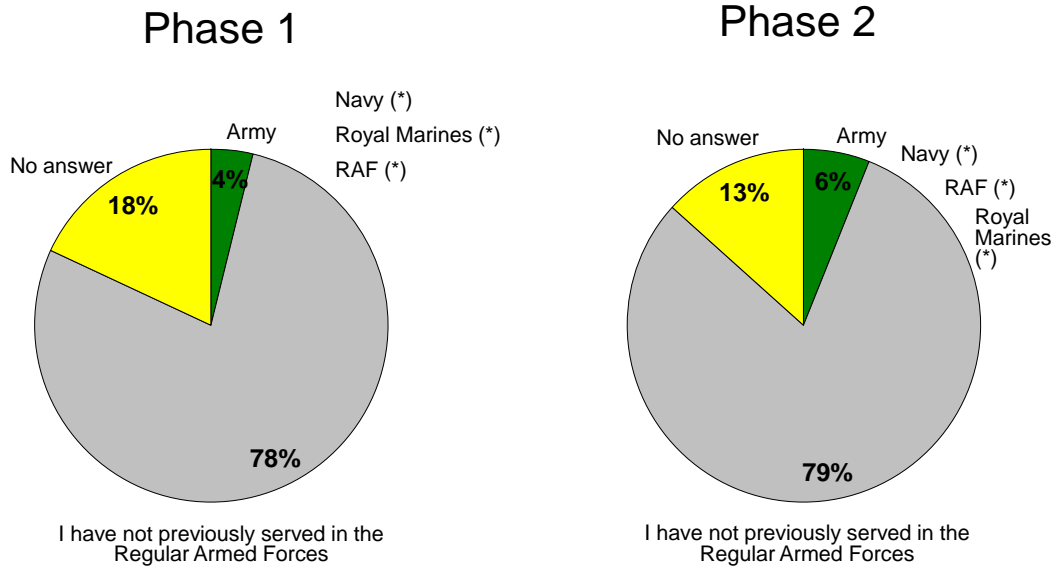 Phase 1
Navy (*)
Army
Royal Marines (*)
RAF (*)
No answer
4%
18%
78%
I have not previously served in the
Regular Armed Forces
Phase 2
No answer
Army
Navy (*)
RAF (*)
Royal
Marines
(*)
13%
6%
79%
I have not previously served in the
Regular Armed Forces